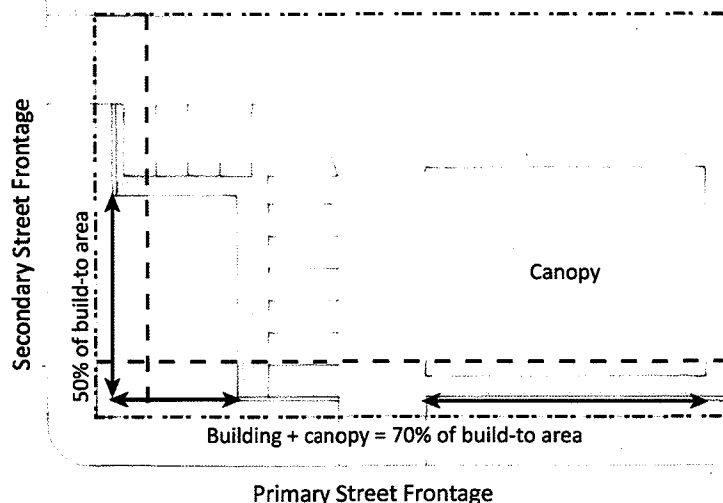 Secondary Street Frontage
50% of build-to area
Canopy
Building + canopy = 70% of build-to area
Primary Street Frontage